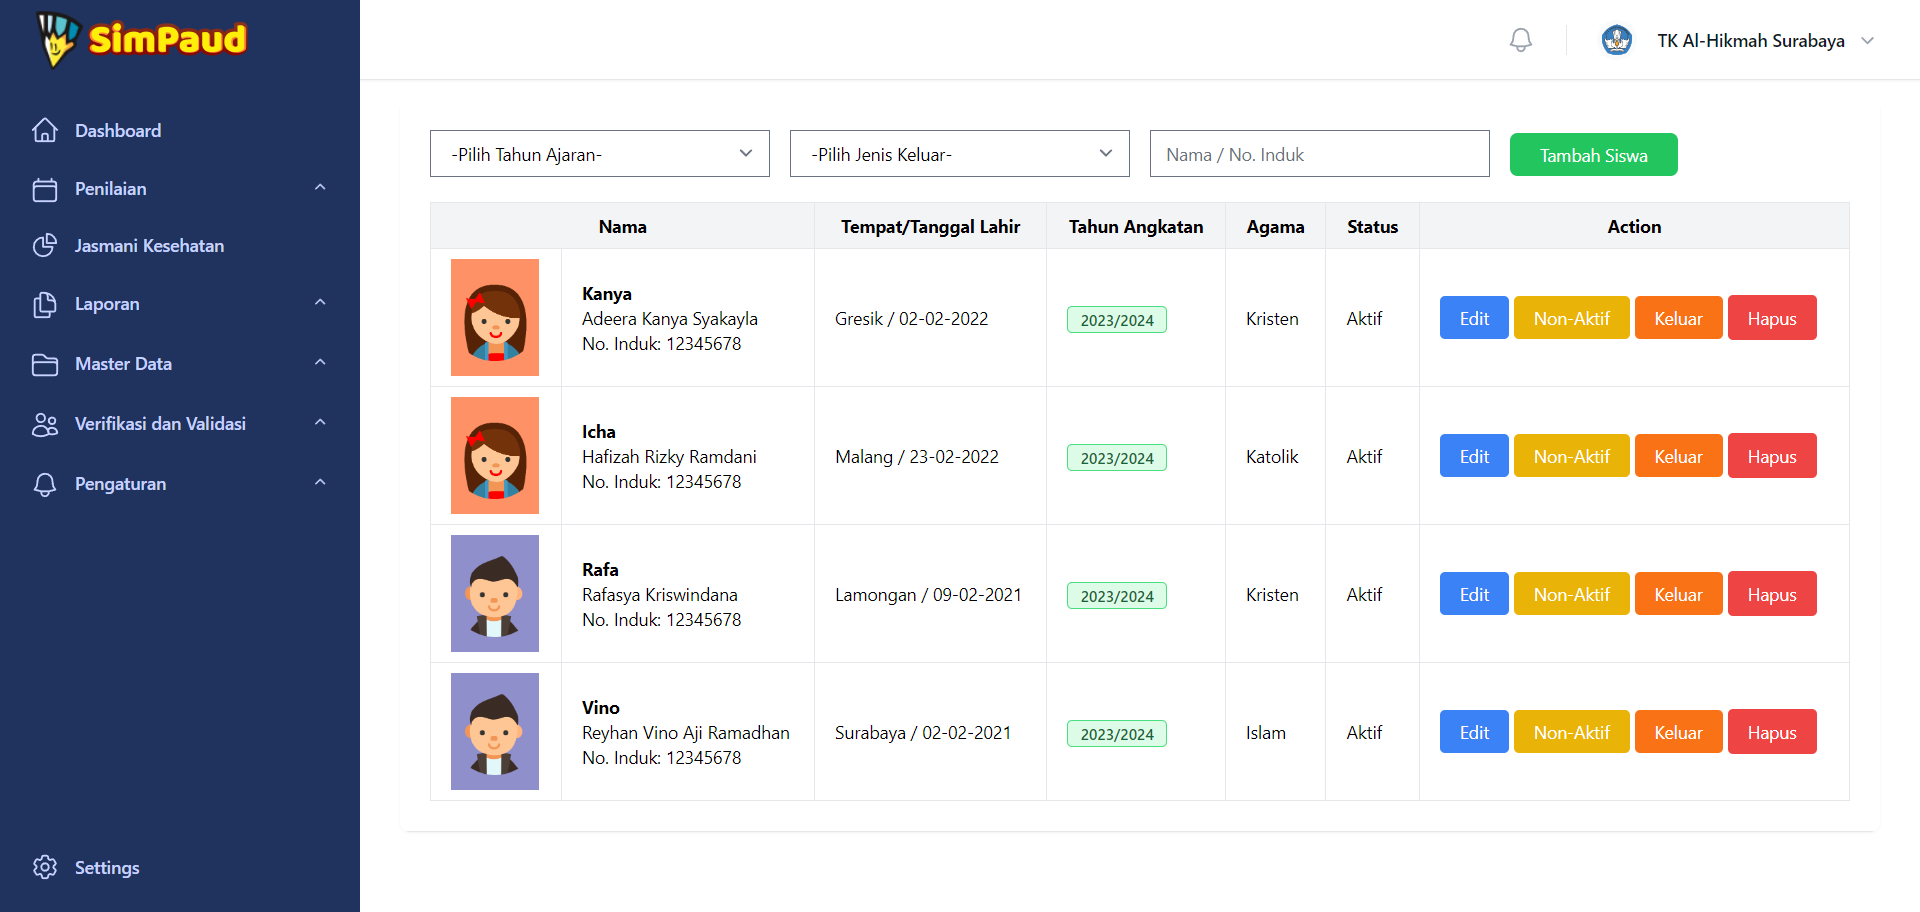 SimPaud
TK Al-Hikmah Surabaya
Dashboard
Penilaian
Jasmani Kesehatan
Laporan
Master Data
Verifikasi dan Validasi
Pengaturan
Settings
-Pilih Tahun Ajaran-
-Pilih Jenis Keluar-
Nama / No. Induk
Tambah Siswa
Nama Tempat/Tanggal Lahir Tahun Angkatan Agama Status Action
Kanya
Adeera Kanya Syakayla
No. Induk: 12345678
Gresik / 02-02-2022
2023/2024
Kristen
Aktif
Edit Non-Aktif Keluar Hapus
Icha
Hafizah Rizky Ramdani
No. Induk: 12345678
Malang / 23-02-2022
2023/2024
Katolik
Aktif
Edit Non-Aktif Keluar Hapus
Rafa
Rafasya Kriswindana
No. Induk: 12345678
Lamongan / 09-02-2021
2023/2024
Kristen
Aktif
Edit Non-Aktif Keluar Hapus
Vino
Reyhan Vino Aji Ramadhan
No. Induk: 12345678
Surabaya / 02-02-2021
2023/2024
Islam
Aktif
Edit Non-Aktif Keluar Hapus